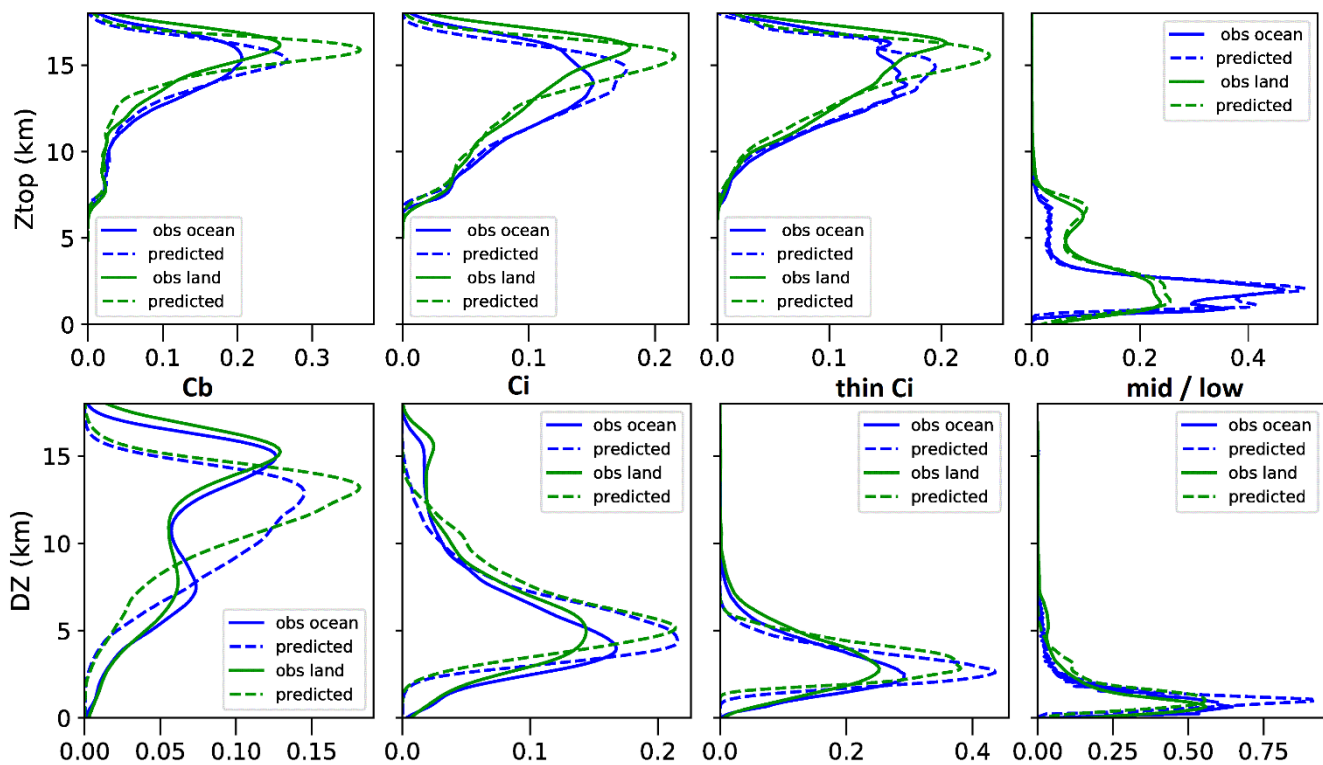 Ztop (km)
15
10
5
0
obs ocean
predicted
obs land
predicted
obs ocean
predicted
obs land
predicted
obs ocean
predicted
obs land
predicted
obs ocean
predicted
obs land
predicted
0.0 0.1 0.2 0.3
0.0 0.1 0.2
0.0 0.1 0.2
0.0 0.2 0.4
Cb
Ci
thin Ci
mid / low
DZ (km)
15
10
5
0
obs ocean
predicted
obs land
predicted
obs ocean
predicted
obs land
predicted
obs ocean
predicted
obs land
predicted
obs ocean
predicted
obs land
predicted
0.00 0.05 0.10 0.15
0.0 0.1 0.2
0.0 0.2 0.4
0.00 0.25 0.50 0.75